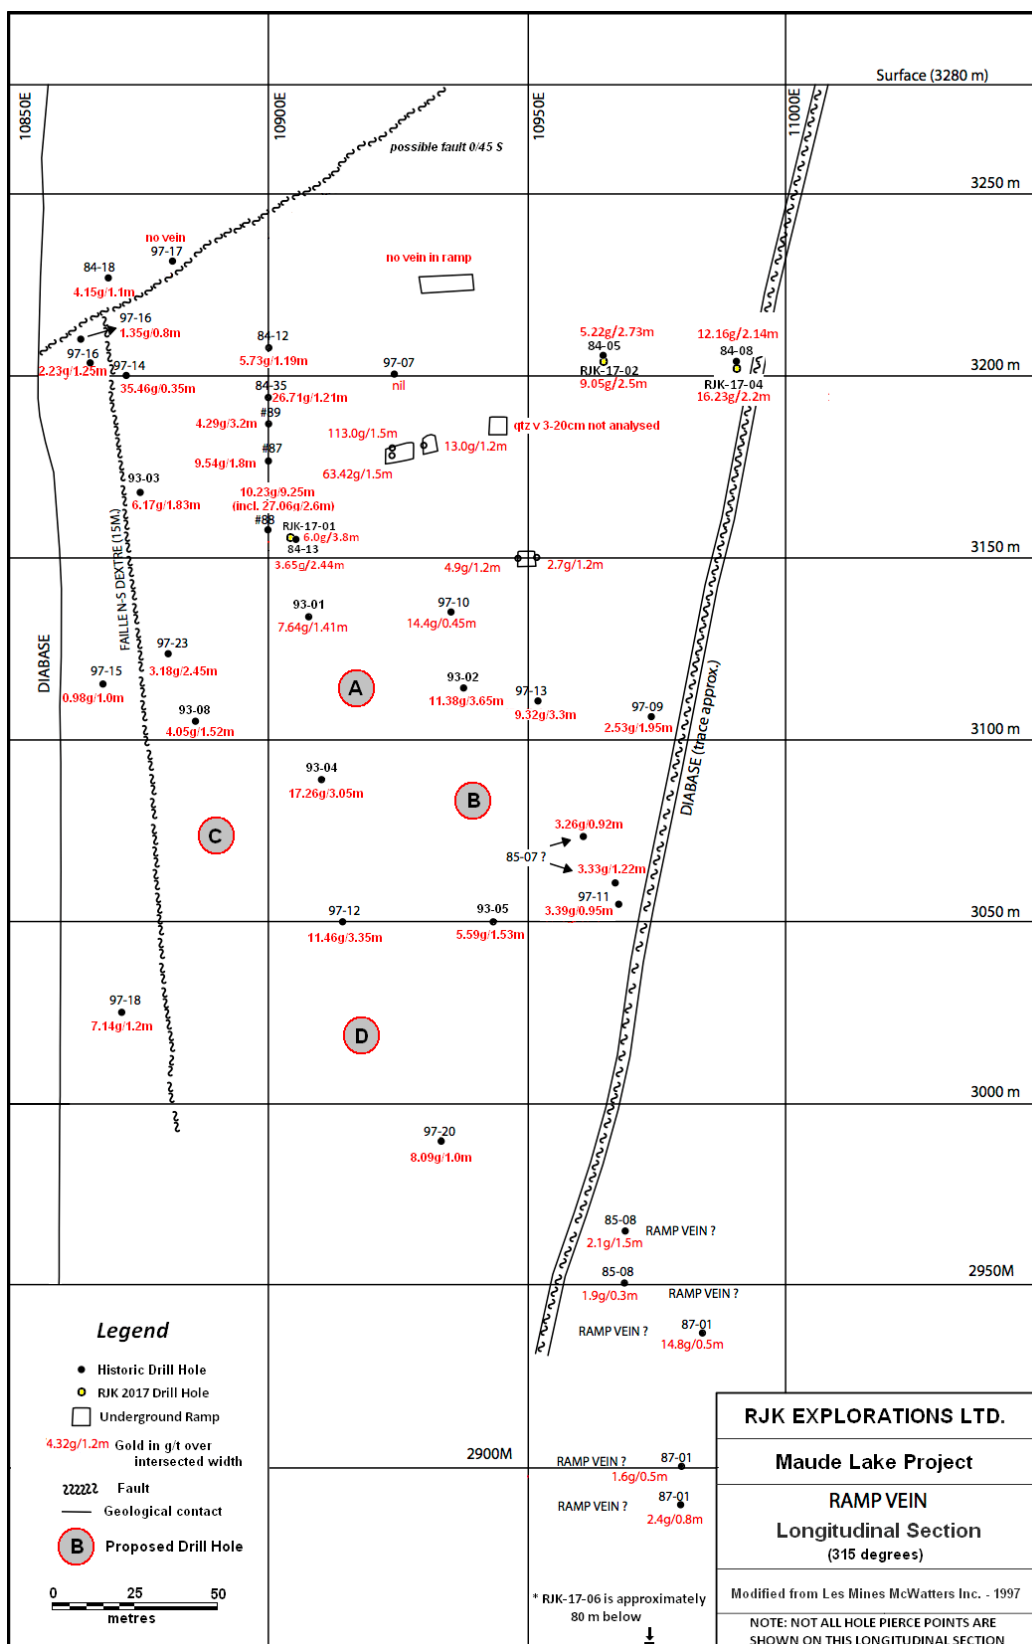 Surface (3280 m)
10850E
10900E
10950E
11000E
possible fault 0/45 S
3250 m
no vein
97-17
84-18
4.15g/1.1m
no vein in ramp
97-16
1.35g/0.8m
97-16
2.23g/1.25m
97-14
35.46g/0.35m
84-12
5.73g/1.19m
97-07
nil
5.22g/2.73m
84-05
RJK-17-02
9.05g/2.5m
12.16g/2.14m
84-08
RJK-17-04
16.23g/2.2m
3200 m
84-35
26.71g/1.21m
#89
4.29g/3.2m
#87
9.54g/1.8m
113.0g/1.5m
63.42g/1.5m
13.0g/1.2m
qtz v 3-20cm not analysed
93-03
6.17g/1.83m
10.23g/9.25m
(incl. 27.06g/2.6m)
#88
RJK-17-01
6.0g/3.8m
84-13
3.65g/2.44m
FAILLE N-S DEXTRE (15M.)
4.9g/1.2m
2.7g/1.2m
3150 m
93-01
7.64g/1.41m
97-10
14.4g/0.45m
DIABASE
97-23
3.18g/2.45m
97-15
0.98g/1.0m
93-08
4.05g/1.52m
A
93-02
11.38g/3.65m
97-13
9.32g/3.3m
97-09
2.53g/1.95m
DIABASE (trace approx.)
3100 m
93-04
17.26g/3.05m
B
C
3.26g/0.92m
85-07 ?
3.33g/1.22m
97-11
3.39g/0.95m
97-12
11.46g/3.35m
93-05
5.59g/1.53m
3050 m
97-18
7.14g/1.2m
D
3000 m
97-20
8.09g/1.0m
85-08
RAMP VEIN ?
2.1g/1.5m
85-08
1.9g/0.3m
RAMP VEIN ?
2950M
87-01
RAMP VEIN ?
14.8g/0.5m
2900M
RAMP VEIN ?
87-01
1.6g/0.5m
RAMP VEIN ?
87-01
2.4g/0.8m
Legend
Historic Drill Hole
RJK 2017 Drill Hole
Underground Ramp
4.32g/1.2m Gold in g/t over
intersected width
Fault
Geological contact
B Proposed Drill Hole
0 25 50
metres
* RJK-17-06 is approximately
80 m below
RJK EXPLORATIONS LTD.
Maude Lake Project
RAMP VEIN
Longitudinal Section
(315 degrees)
Modified from Les Mines McWatters Inc. - 1997
NOTE: NOT ALL HOLE PIERCE POINTS ARE
SHOWN ON THIS LONGITUDINAL SECTION